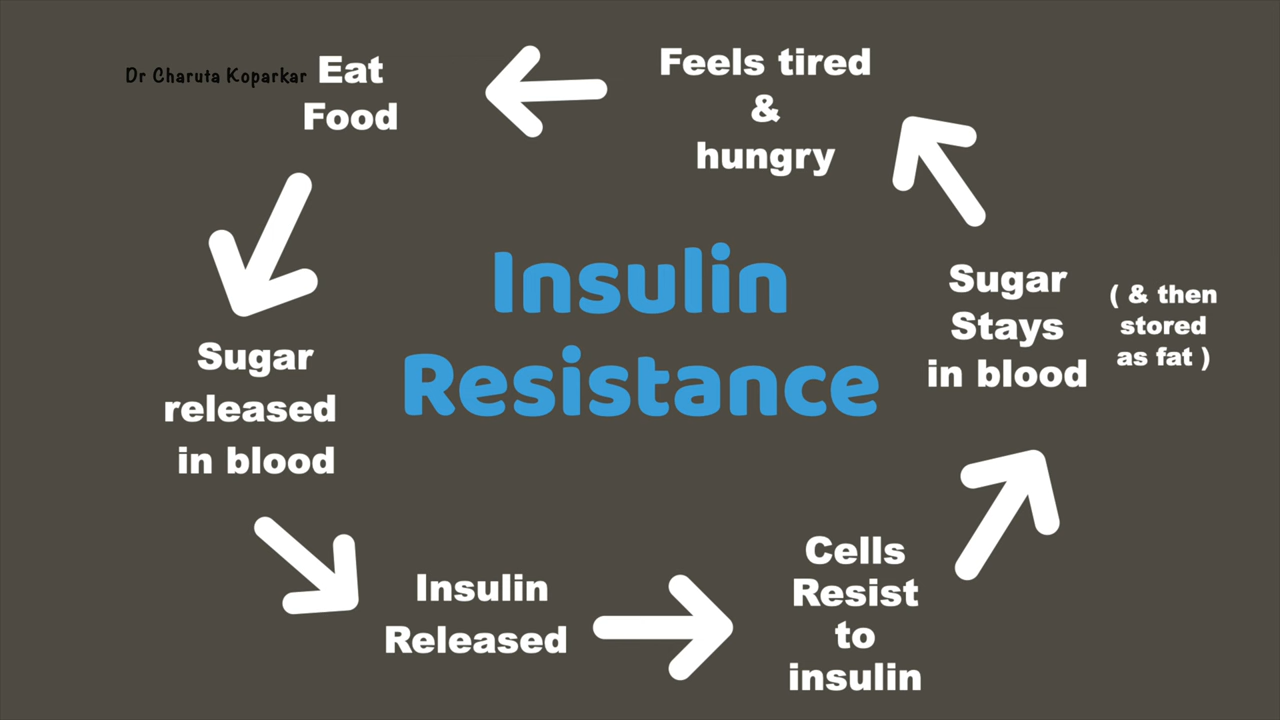 Dr Charuta Koparkar
Eat
Food
Feels tired
&
hungry
Insulin
Resistance
Sugar
Stays
in blood
( & then
stored
as fat )
Sugar
released
in blood
Insulin
Released
Cells
Resist
to
insulin